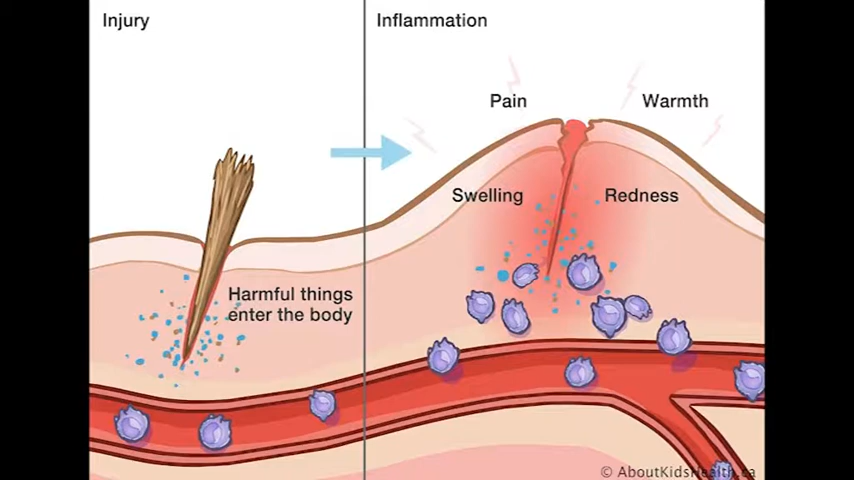 Injury
Inflammation
Pain
Warmth
Swelling
Redness
Harmful things
enter the body
© AboutKidsHealth.ca